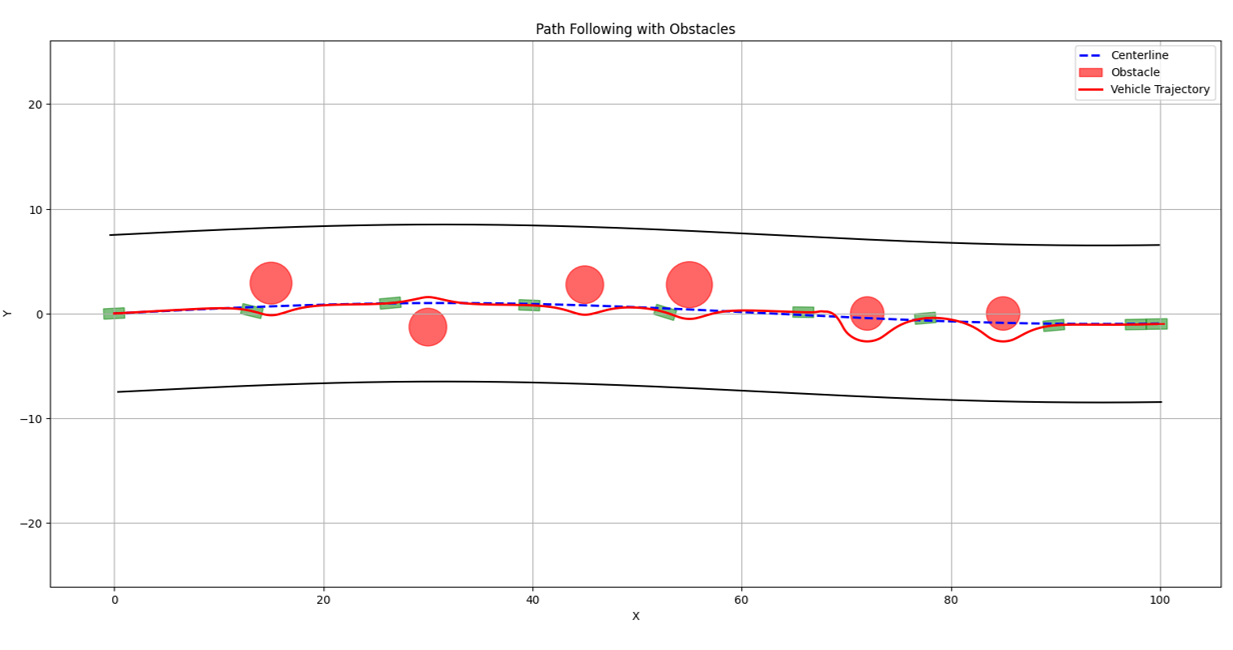 Path Following with Obstacles
Centerline
Obstacle
Vehicle Trajectory
20
10
0
−10
−20
Y
0
20
40
60
80
100
X